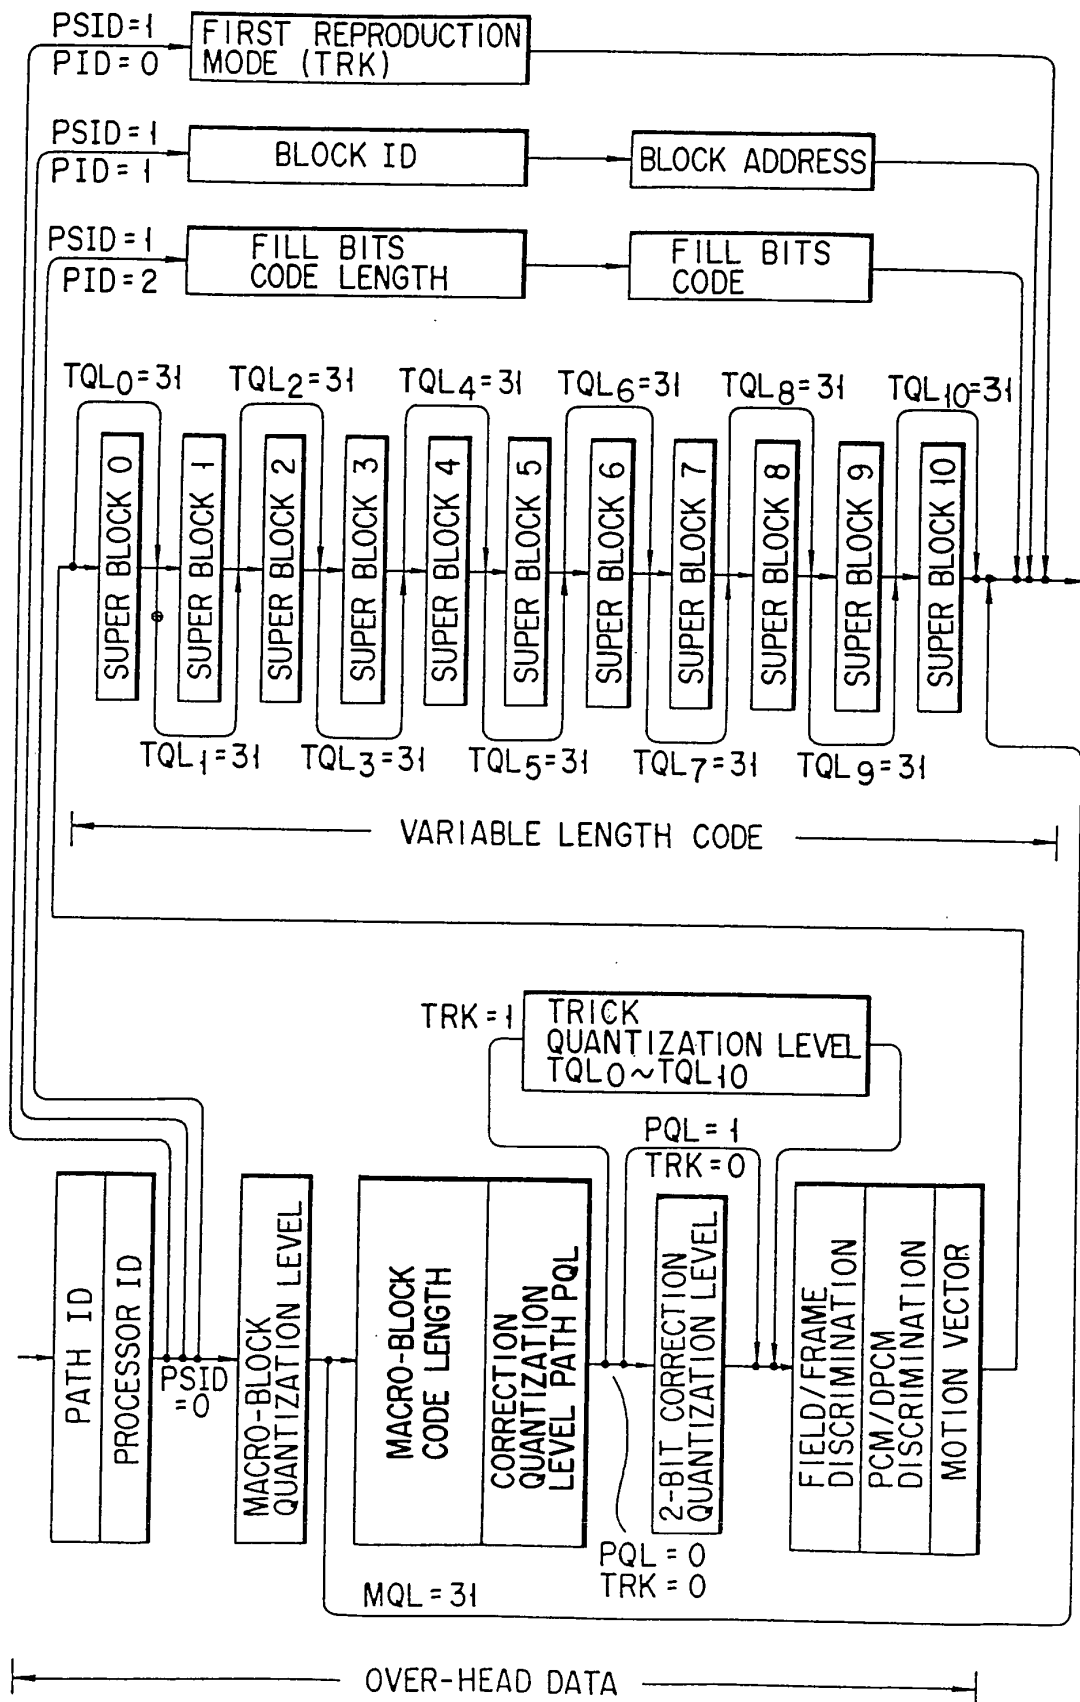 PSID=1
PID=0
FIRST REPRODUCTION
MODE (TRK)
PSID=1
PID=1
BLOCK ID
BLOCK ADDRESS
PSID=1
PID=2
FILL BITS
CODE LENGTH
FILL BITS
CODE
TQL0=31
TQL2=31
TQL4=31
TQL6=31
TQL8=31
TQL10=31
SUPER BLOCK 0
SUPER BLOCK 1
SUPER BLOCK 2
SUPER BLOCK 3
SUPER BLOCK 4
SUPER BLOCK 5
SUPER BLOCK 6
SUPER BLOCK 7
SUPER BLOCK 8
SUPER BLOCK 9
SUPER BLOCK 10
TQL1=31
TQL3=31
TQL5=31
TQL7=31
TQL9=31
VARIABLE LENGTH CODE
TRK=1
TRICK
QUANTIZATION LEVEL
TQL0~TQL10
PQL=1
TRK=0
PATH ID
PROCESSOR ID
PSID
=0
MACRO-BLOCK
QUANTIZATION LEVEL
MACRO-BLOCK
CODE LENGTH
CORRECTION
QUANTIZATION
LEVEL PATH PQL
2-BIT CORRECTION
QUANTIZATION LEVEL
FIELD/FRAME
DISCRIMINATION
PCM/DPCM
DISCRIMINATION
MOTION VECTOR
PQL=0
TRK=0
MQL=31
OVER-HEAD DATA